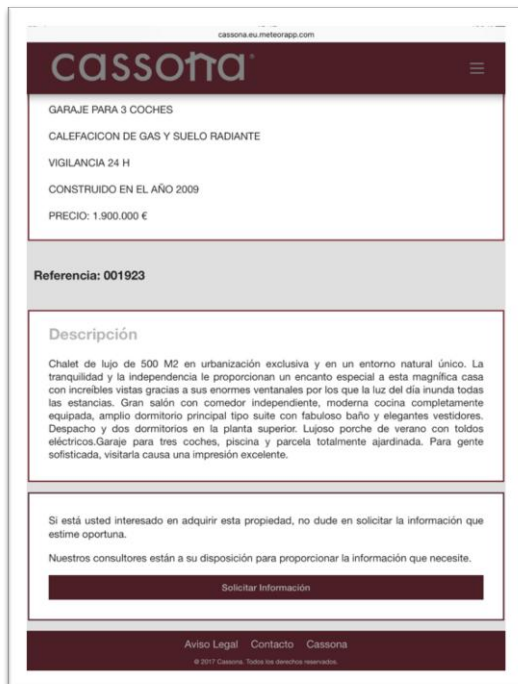 cassona.eu.meteorapp.com
cassona
GARAJE PARA 3 COCHES
CALEFACICON DE GAS Y SUELO RADIANTE
VIGILANCIA 24 H
CONSTRUIDO EN EL AÑO 2009
PRECIO: 1.900.000 €
Referencia: 001923
Descripción
Chalet de lujo de 500 M2 en urbanización exclusiva y en un entorno natural único. La
tranquilidad y la independencia le proporcionan un encanto especial a esta magnífica casa
con increíbles vistas gracias a sus enormes ventanales por los que la luz del día inunda todas
las estancias. Gran salón con comedor independiente, moderna cocina completamente
equipada, amplio dormitorio principal tipo suite con fabuloso baño y elegantes vestidores.
Despacho y dos dormitorios en la planta superior. Lujoso porche de verano con toldos
eléctricos.Garaje para tres coches, piscina y parcela totalmente ajardinada. Para gente
sofisticada, visitarla causa una impresión excelente.
Si está usted interesado en adquirir esta propiedad, no dude en solicitar la información que
estime oportuna.
Nuestros consultores están a su disposición para proporcionar la información que necesite.
Solicitar Información
Aviso Legal Contacto Cassona
© 2017 Cassona. Todos los derechos reservados.